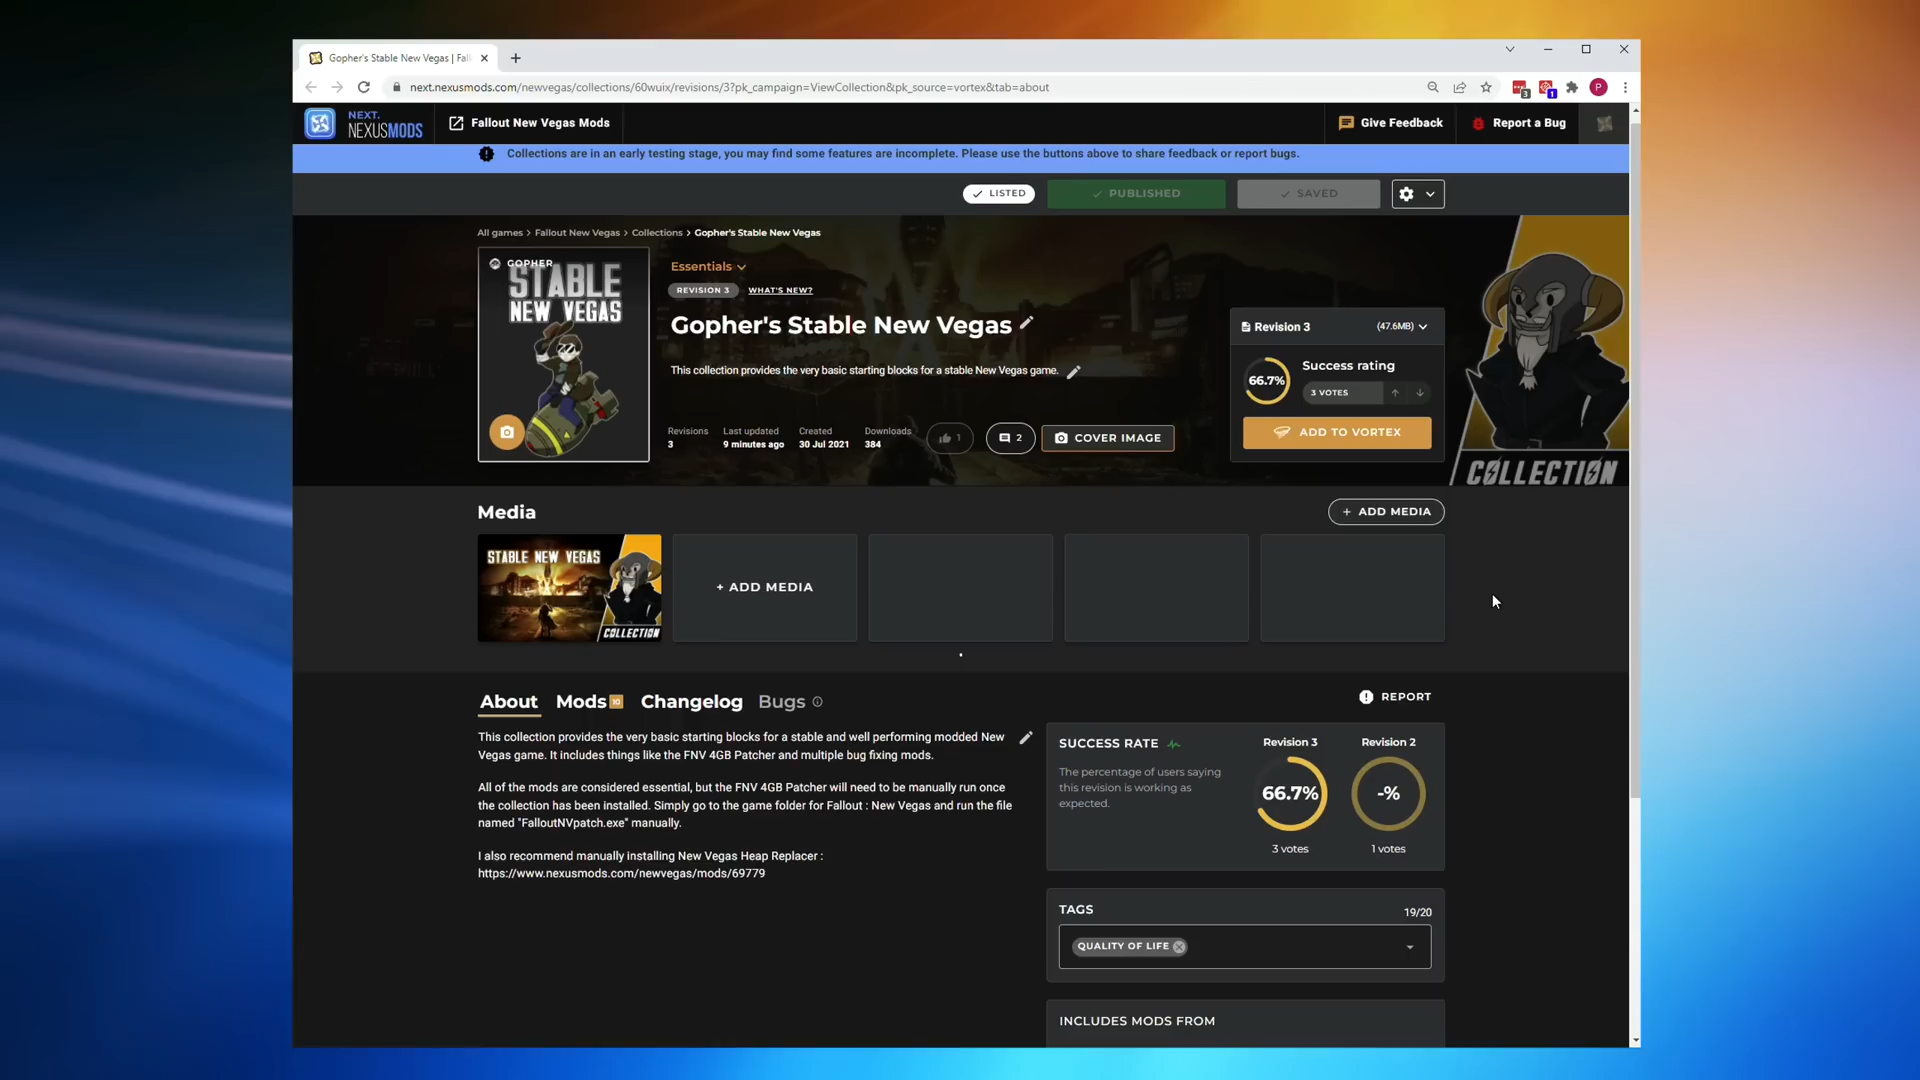 Gopher's Stable New Vegas | Fall
next.nexusmods.com/newvegas/collections/60wuix/revisions/3?pk_campaign=ViewCollection&pk_source=vortex&tab=about
3
1
P
NEXT.
NEXUSMODS
Fallout New Vegas Mods
Give Feedback
Report a Bug
Collections are in an early testing stage, you may find some features are incomplete. Please use the buttons above to share feedback or report bugs.
LISTED
PUBLISHED
SAVED
All games > Fallout New Vegas > Collections > Gopher's Stable New Vegas
GOPHER
STABLE
NEW VEGAS
Essentials
REVISION 3
WHAT'S NEW?
Gopher's Stable New Vegas
This collection provides the very basic starting blocks for a stable New Vegas game.
Revisions
3
Last updated
9 minutes ago
Created
30 Jul 2021
Downloads
384
1
2
COVER IMAGE
Revision 3
(47.6MB)
66.7%
Success rating
3 VOTES
ADD TO VORTEX
COLLECTION
Media
+ ADD MEDIA
STABLE NEW VEGAS
COLLECTION
+ ADD MEDIA
About
Mods
10
Changelog
Bugs
REPORT
This collection provides the very basic starting blocks for a stable and well performing modded New
Vegas game. It includes things like the FNV 4GB Patcher and multiple bug fixing mods.
All of the mods are considered essential, but the FNV 4GB Patcher will need to be manually run once
the collection has been installed. Simply go to the game folder for Fallout : New Vegas and run the file
named "FalloutNVpatch.exe" manually.
I also recommend manually installing New Vegas Heap Replacer :
https://www.nexusmods.com/newvegas/mods/69779
SUCCESS RATE
The percentage of users saying
this revision is working as
expected.
Revision 3
66.7%
3 votes
Revision 2
-%
1 votes
TAGS
19/20
QUALITY OF LIFE
INCLUDES MODS FROM